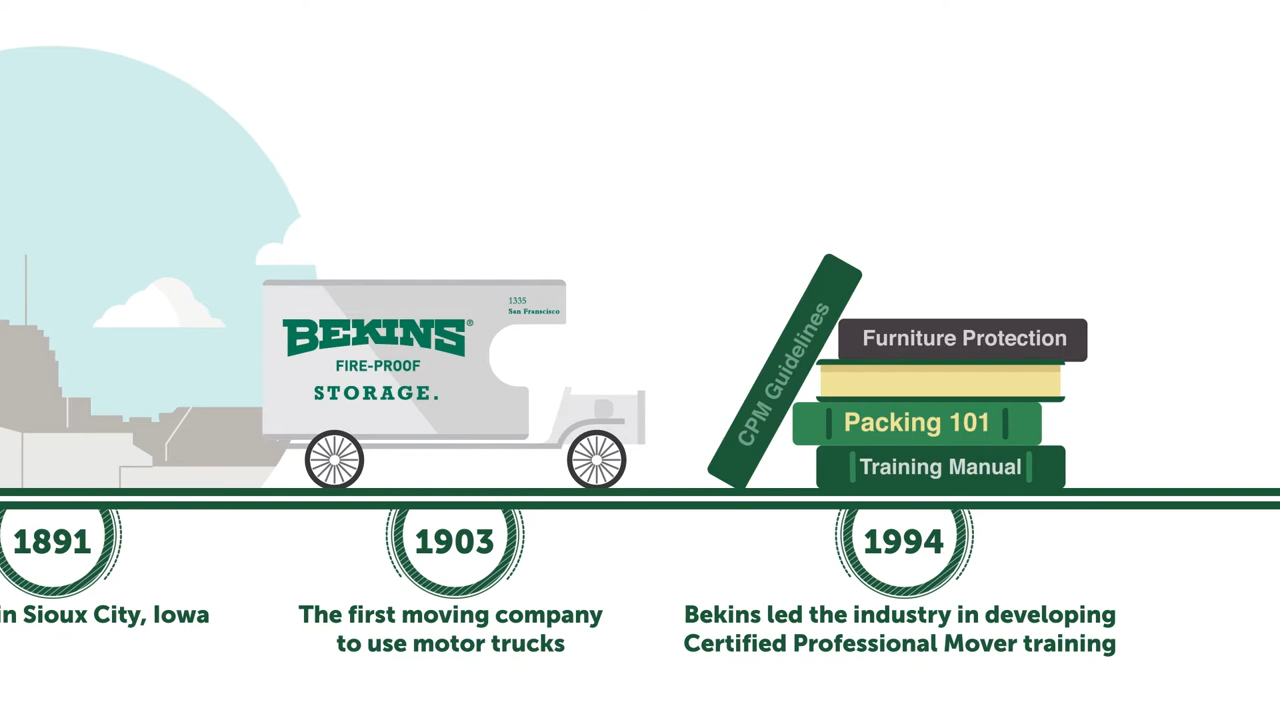 1335
San Franscisco
BEKINS®
FIRE-PROOF
STORAGE.
CPM Guidelines
Furniture Protection
Packing 101
Training Manual
1891
in Sioux City, Iowa
1903
The first moving company
to use motor trucks
1994
Bekins led the industry in developing
Certified Professional Mover training